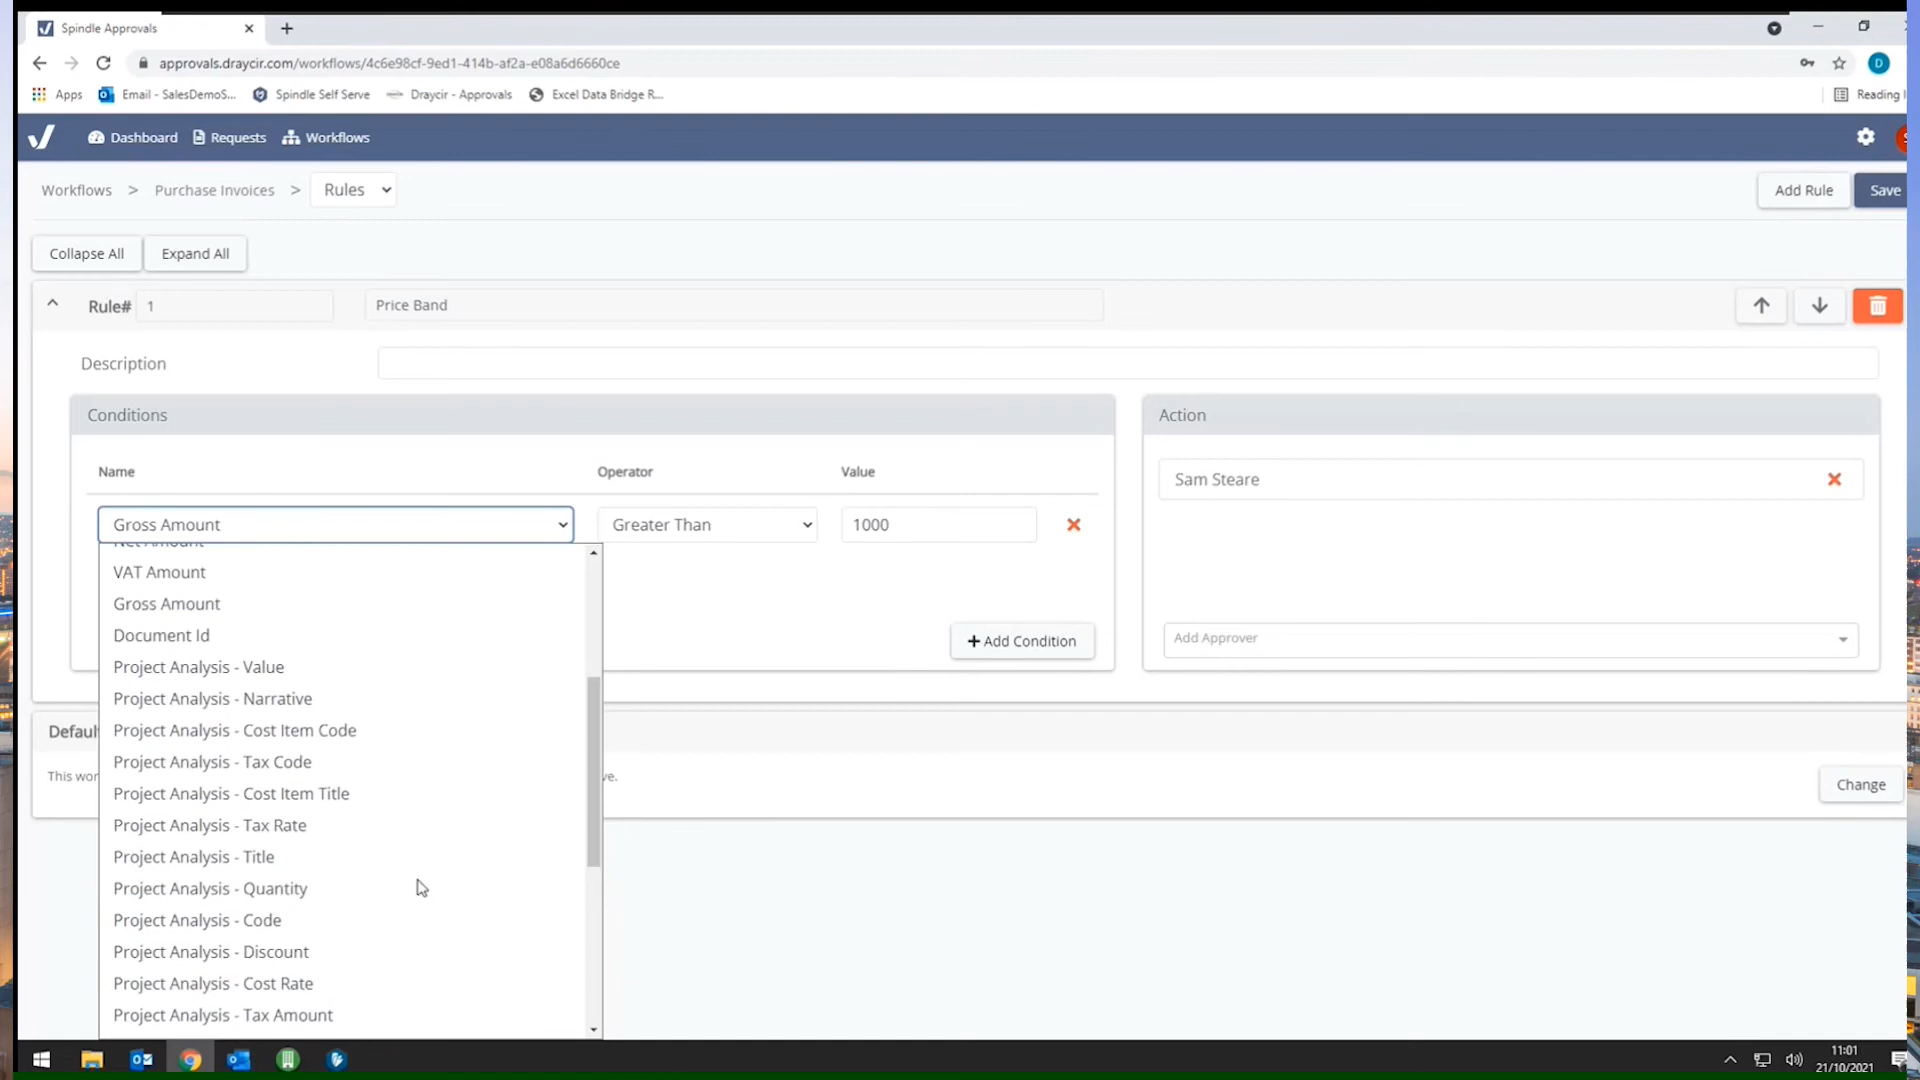 Spindle Approvals
approvals.draycir.com/workflows/4c6e98cf-9ed1-414b-af2a-e08a6d6660ce
D
Apps
Email - SalesDemoS...
Spindle Self Serve
Draycir - Approvals
Excel Data Bridge R...
Reading
Dashboard
Requests
Workflows
Workflows > Purchase Invoices > Rules
Add Rule
Save
Collapse All
Expand All
Rule# 1
Price Band
Description
Conditions
Action
Name
Operator
Value
Sam Steare
Gross Amount
Greater Than
1000
Net Amount
VAT Amount
Gross Amount
Document Id
Add Condition
Add Approver
Project Analysis - Value
Project Analysis - Narrative
Project Analysis - Cost Item Code
Defaul
Project Analysis - Tax Code
This wor
ve.
Change
Project Analysis - Cost Item Title
Project Analysis - Tax Rate
Project Analysis - Title
Project Analysis - Quantity
Project Analysis - Code
Project Analysis - Discount
Project Analysis - Cost Rate
Project Analysis - Tax Amount
11:01
21/10/2021